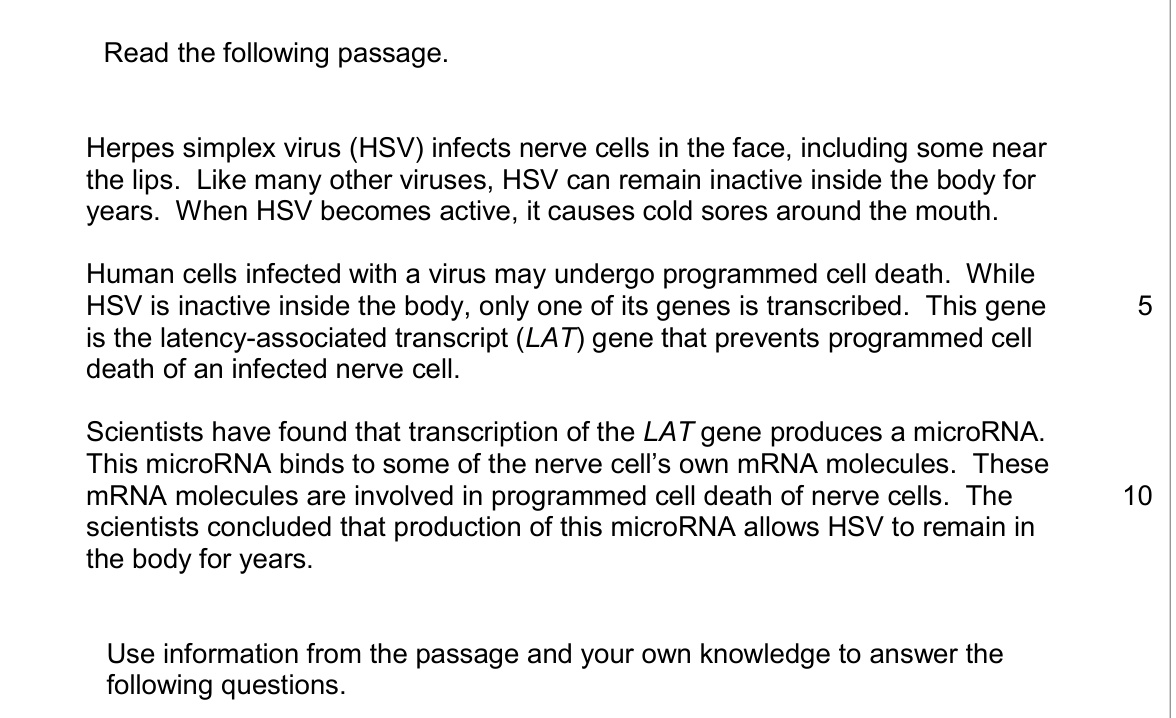 Read the following passage.
Herpes simplex virus (HSV) infects nerve cells in the face, including some near
the lips.  Like many other viruses, HSV can remain inactive inside the body for
years.  When HSV becomes active, it causes cold sores around the mouth.
Human cells infected with a virus may undergo programmed cell death.  While
HSV is inactive inside the body, only one of its genes is transcribed.  This gene 5
is the latency-associated transcript (LAT) gene that prevents programmed cell
death of an infected nerve cell.
Scientists have found that transcription of the LAT gene produces a microRNA.
This microRNA binds to some of the nerve cell's own mRNA molecules.  These
mRNA molecules are involved in programmed cell death of nerve cells.  The 10
scientists concluded that production of this microRNA allows HSV to remain in
the body for years.
Use information from the passage and your own knowledge to answer the
following questions.